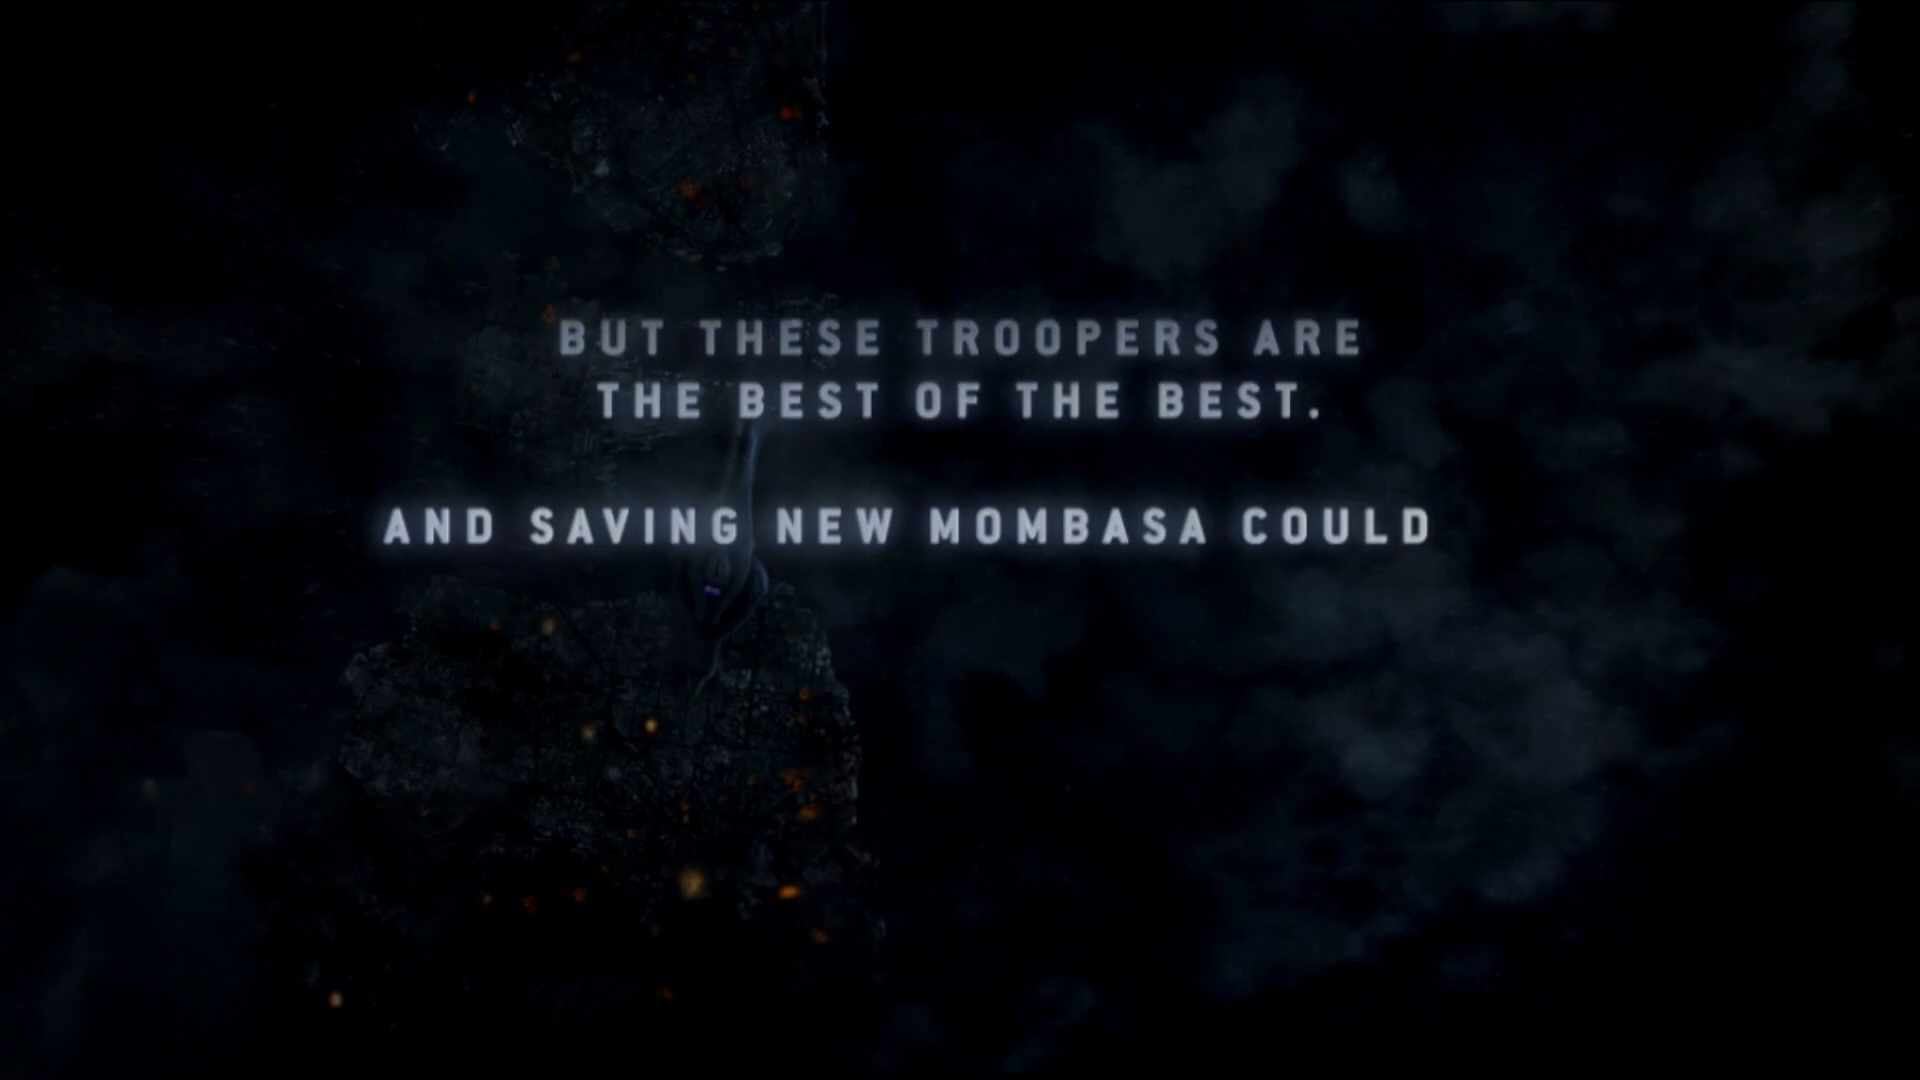 BUT THESE TROOPERS ARE
THE BEST OF THE BEST.
AND SAVING NEW MOMBASA COULD